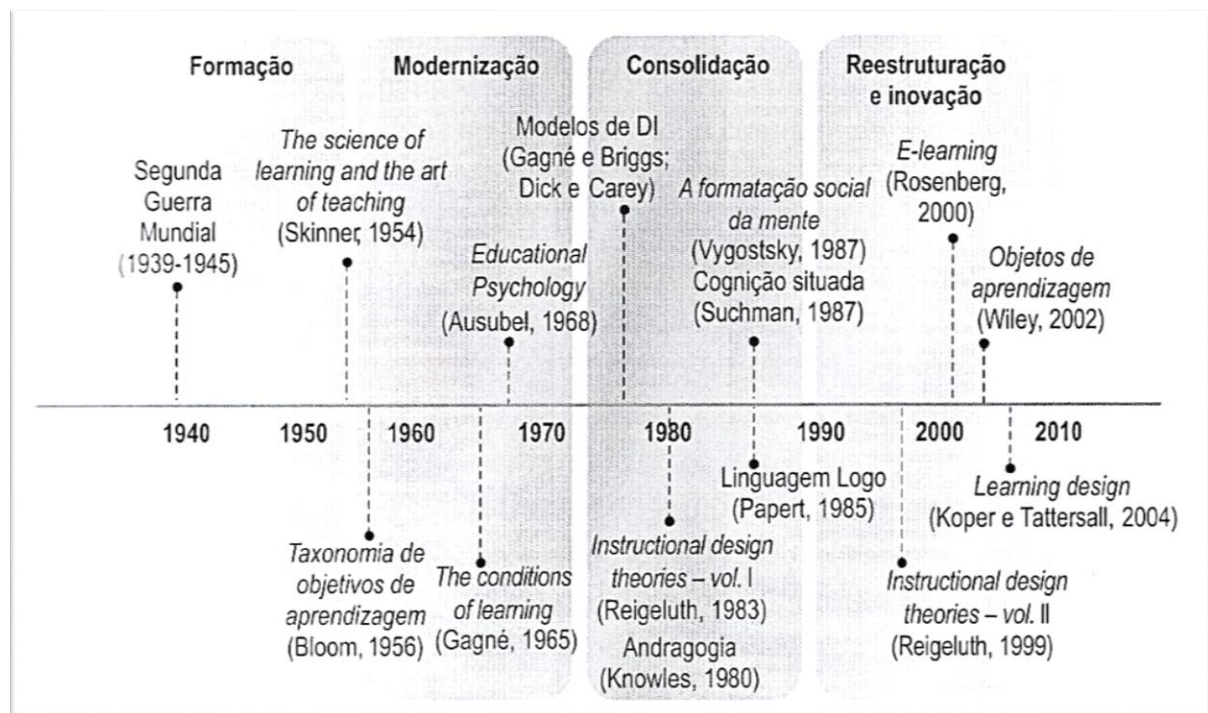 Formação
Modernização
Consolidação
Reestruturação
e inovação
Segunda
Guerra
Mundial
(1939-1945)
The science of
learning and the art
of teaching
(Skinner, 1954)
Educational
Psychology
(Ausubel, 1968)
Modelos de DI
(Gagné e Briggs;
Dick e Carey)
A formatação social
da mente
(Vygostsky, 1987)
Cognição situada
(Suchman, 1987)
E-learning
(Rosenberg,
2000)
Objetos de
aprendizagem
(Wiley, 2002)
1940 1950 1960 1970 1980 1990 2000 2010
Taxonomia de
objetivos de
aprendizagem
(Bloom, 1956)
The conditions
of learning
(Gagné, 1965)
Instructional design
theories – vol. I
(Reigeluth, 1983)
Andragogia
(Knowles, 1980)
Linguagem Logo
(Papert, 1985)
Instructional design
theories – vol. II
(Reigeluth, 1999)
Learning design
(Koper e Tattersall, 2004)